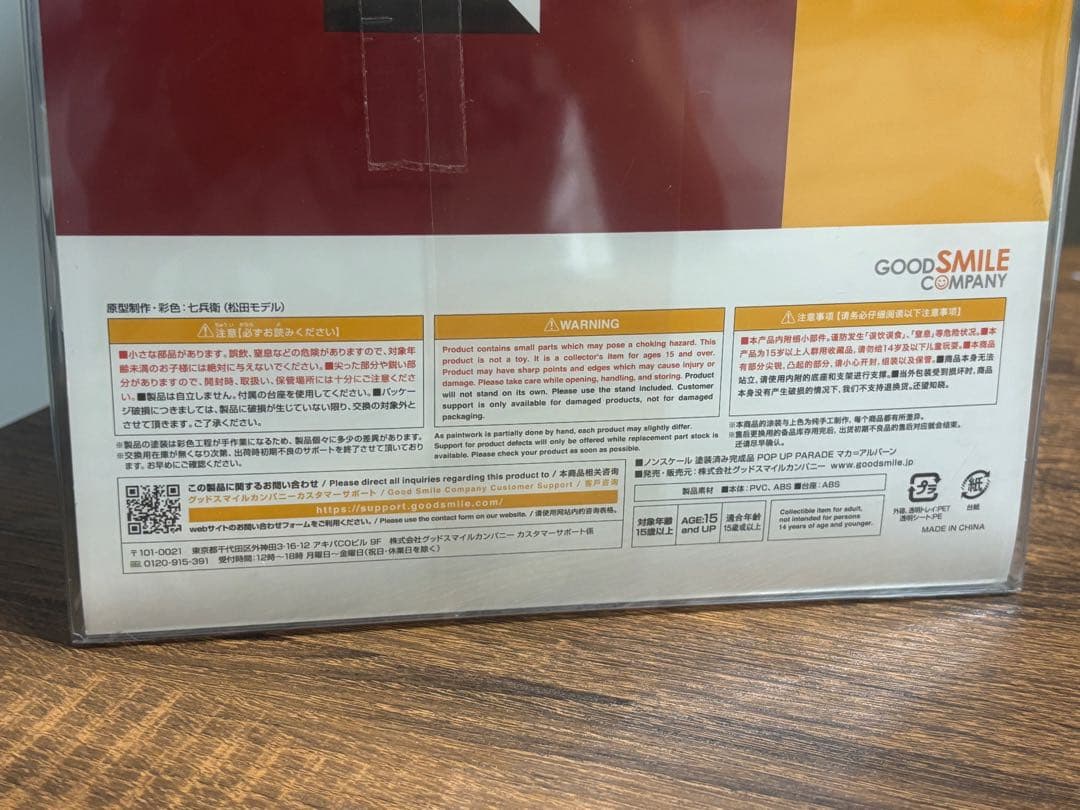 GOOD SMILE
COMPANY
原型制作・彩色：七兵衛（松田モデル）
⚠注意【必ずお読みください】
■小さな部品があります。誤飲、窒息などの危険がありますので、対象年
齢未満のお子様には絶対に与えないでください。■尖った部分や鋭い部
分がありますので、開封時、取扱い、保管場所には十分にご注意くださ
い。■製品は自立しません。付属の台座を使用してください。■パッケー
ジ破損につきましては、製品に破損が生じていない限り、交換の対象外と
させて頂きます。ご了承ください。
※製品の塗装は彩色工程が手作業になるため、製品個々に多少の差異があります。
※交換用在庫が無くなり次第、出荷時初期不良のサポートを終了させて頂いており
ます。お早めにご確認ください。
⚠WARNING
Product contains small parts which may pose a choking hazard. This
product is not a toy. It is a collector's item for ages 15 and over.
Product may have sharp points and edges which may cause injury or
damage. Please take care while opening, handling, and storing. Product
will not stand on its own. Please use the stand included. Customer
support is only available for damaged products, not for damaged
packaging.
As paintwork is partially done by hand, each product may slightly differ.
Support for product defects will only be offered while replacement part stock is
available. Please check your product as soon as possible.
⚠注意事项【请务必仔细阅读以下注意事项】
■本产品内附细小部件，谨防发生「误饮误食」、「窒息」等危险状况。■本
产品为15岁以上人群用收藏品，请勿给14岁及以下儿童玩耍。■本商品
有部分尖锐，凸起的部分，请小心开封，组装以及保管。■商品本身无法
站立，请使用内附的底座和支架进行支撑。■当外包装受到损坏时，商品
本身没有产生破损的情况下，我们不支持退换货。还望知晓。
※本商品的涂装与上色为纯手工制作，每个商品都有所差异。
※售后更换用的备品库存用完后，出货初期不良品的售后对应就会结束。
还请尽早确认。
この製品に関するお問い合わせ / Please direct all inquiries regarding this product to / 本商品相关咨询
グッドスマイルカンパニーカスタマーサポート / Good Smile Company Customer Support / 客戶咨询
https://support.goodsmile.com/
webサイトのお問い合わせフォームをご利用ください。/ Please use the contact form on our website. / 请使用网站内的咨询表格。
〒101-0021 東京都千代田区外神田3-16-12 アキバCOビル 9F 株式会社グッドスマイルカンパニー カスタマーサポート係
0120-915-391 受付時間：12時～18時 月曜日～金曜日（祝日・休業日を除く）
■ノンスケール 塗装済み完成品 POP UP PARADE マカ=アルバーン
■発売・販売元：株式会社グッドスマイルカンパニー www.goodsmile.jp
製品素材 ■本体：PVC、ABS ■台座：ABS
対象年齢
15歳以上
AGE:15
and UP
适合年龄
15歳或以上
Collectible item for adult,
not intended for persons
14 years of age and younger.
プラ
外箱、透明トレイ:PET
透明シート:PE
紙
台紙
MADE IN CHINA